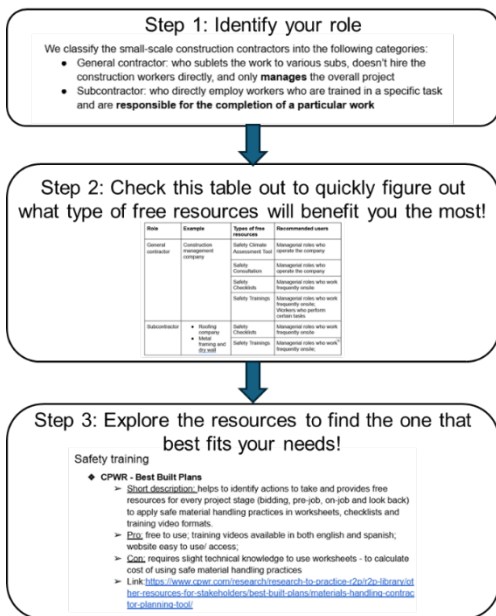 Step 1: Identify your role
We classify the small-scale construction contractors into the following categories:
● General contractor: who sublets the work to various subs, doesn't hire the
construction workers directly, and only manages the overall project
● Subcontractor: who directly employ workers who are trained in a specific task
and are responsible for the completion of a particular work
Step 2: Check this table out to quickly figure out
what type of free resources will benefit you the most!
Role Example Types of free resources Recommended users
General contractor Construction management company Safety Climate Assessment Tool Managerial roles who operate the company
Safety Consultation Managerial roles who operate the company
Safety Checklists Managerial roles who work frequently onsite
Safety Trainings Managerial roles who work frequently onsite; Workers who perform certain tasks
Subcontractor ● Roofing company ● Metal framing and dry wall Safety Checklists Managerial roles who work frequently onsite
Safety Trainings Managerial roles who work frequently onsite;
Step 3: Explore the resources to find the one that
best fits your needs!
Safety training
❖ CPWR - Best Built Plans
➢ Short description: helps to identify actions to take and provides free
resources for every project stage (bidding, pre-job, on-job and look back)
to apply safe material handling practices in worksheets, checklists and
training video formats.
➢ Pro: free to use; training videos available in both english and spanish;
website easy to use/ access;
➢ Con: requires slight technical knowledge to use worksheets - to calculate
cost of using safe material handling practices
➢ Link:https://www.cpwr.com/research/research-to-practice-r2p/r2p-library/ot
her-resources-for-stakeholders/best-built-plans/materials-handling-contrac
tor-planning-tool/